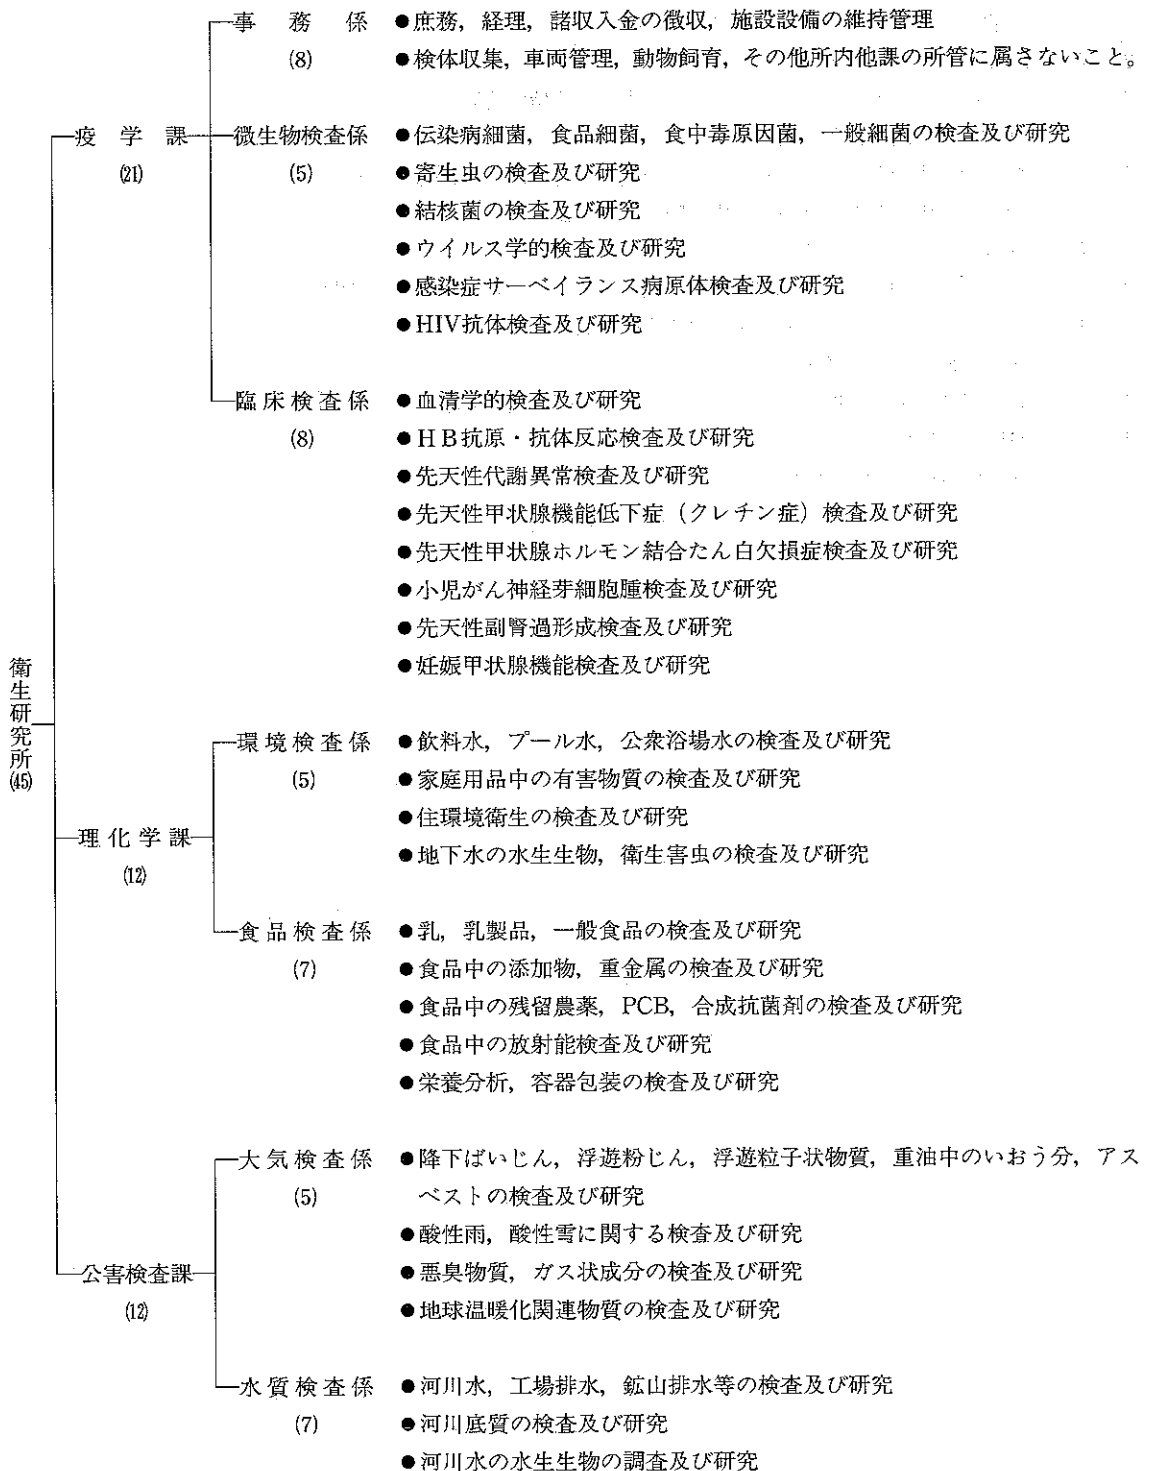 衛生研究所
(45)
疫学課
(21)
事務係
(8)
●庶務，経理，諸収入金の徴収，施設設備の維持管理
●検体収集，車両管理，動物飼育，その他所内他課の所管に属さないこと。
微生物検査係
(5)
●伝染病細菌，食品細菌，食中毒原因菌，一般細菌の検査及び研究
●寄生虫の検査及び研究
●結核菌の検査及び研究
●ウイルス学的検査及び研究
●感染症サーベイランス病原体検査及び研究
●HIV抗体検査及び研究
臨床検査係
(8)
●血清学的検査及び研究
●HB抗原・抗体反応検査及び研究
●先天性代謝異常検査及び研究
●先天性甲状腺機能低下症（クレチン症）検査及び研究
●先天性甲状腺ホルモン結合たん白欠損症検査及び研究
●小児がん神経芽細胞腫検査及び研究
●先天性副腎過形成検査及び研究
●妊娠甲状腺機能検査及び研究
理化学課
(12)
環境検査係
(5)
●飲料水，プール水，公衆浴場水の検査及び研究
●家庭用品中の有害物質の検査及び研究
●住環境衛生の検査及び研究
●地下水の水生生物，衛生害虫の検査及び研究
食品検査係
(7)
●乳，乳製品，一般食品の検査及び研究
●食品中の添加物，重金属の検査及び研究
●食品中の残留農薬，PCB，合成抗菌剤の検査及び研究
●食品中の放射能検査及び研究
●栄養分析，容器包装の検査及び研究
公害検査課
(12)
大気検査係
(5)
●降下ばいじん，浮遊粉じん，浮遊粒子状物質，重油中のいおう分，アス
ベストの検査及び研究
●酸性雨，酸性雪に関する検査及び研究
●悪臭物質，ガス状成分の検査及び研究
●地球温暖化関連物質の検査及び研究
水質検査係
(7)
●河川水，工場排水，鉱山排水等の検査及び研究
●河川底質の検査及び研究
●河川水の水生生物の調査及び研究